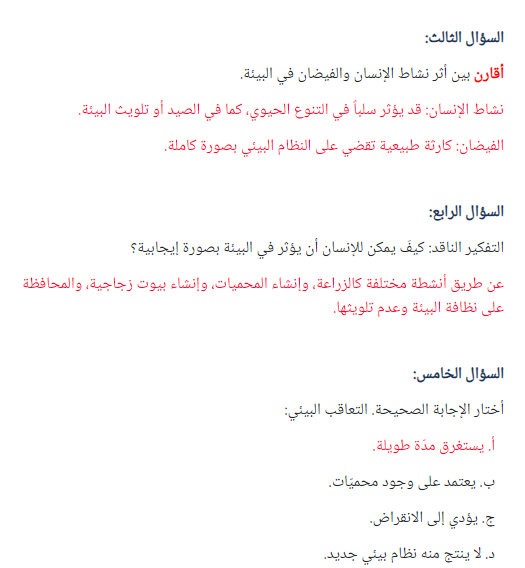 السؤال الثالث:
أقارن بين أثر نشاط الإنسان والفيضان في البيئة.
نشاط الإنسان: قد يؤثر سلباً في التنوع الحيوي، كما في الصيد أو تلويث البيئة.
الفيضان: كارثة طبيعية تقضي على النظام البيئي بصورة كاملة.
السؤال الرابع:
التفكير الناقد: كيفَ يمكن للإنسان أن يؤثر في البيئة بصورة إيجابية؟
عن طريق أنشطة مختلفة كالزراعة، وإنشاء المحميات، وإنشاء بيوت زجاجية، والمحافظة
على نظافة البيئة وعدم تلويثها.
السؤال الخامس:
أختار الإجابة الصحيحة. التعاقب البيئي:
أ. يستغرق مدّة طويلة.
ب. يعتمد على وجود محميّات.
ج. يؤدي إلى الانقراض.
د. لا ينتج منه نظام بيئي جديد.